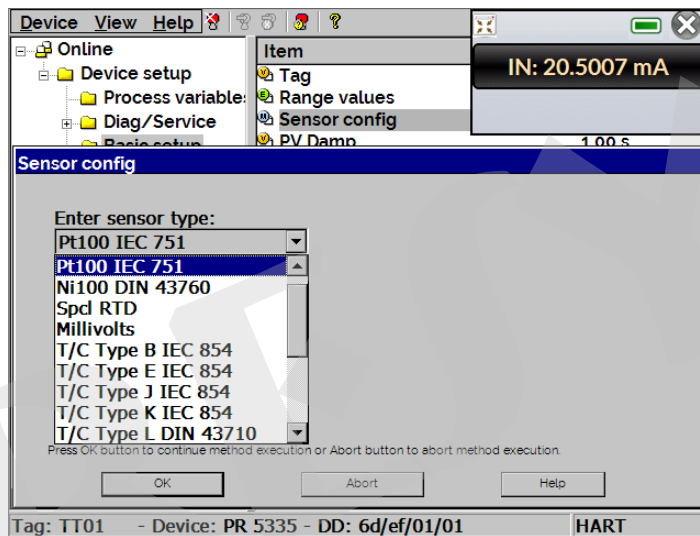 Device View Help
Online
Device setup
Process variable
Diag/Service
Basic setup
Item
Tag
Range values
Sensor config
PV Damp
1.00 s
IN: 20.5007 mA
Sensor config
Enter sensor type:
Pt100 IEC 751
Pt100 IEC 751
Ni100 DIN 43760
Spcl RTD
Millivolts
T/C Type B IEC 854
T/C Type E IEC 854
T/C Type J IEC 854
T/C Type K IEC 854
T/C Type L DIN 43710
Press OK button to continue method execution or Abort button to abort method execution.
OK Abort Help
Tag: TT01 - Device: PR 5335 - DD: 6d/ef/01/01 HART